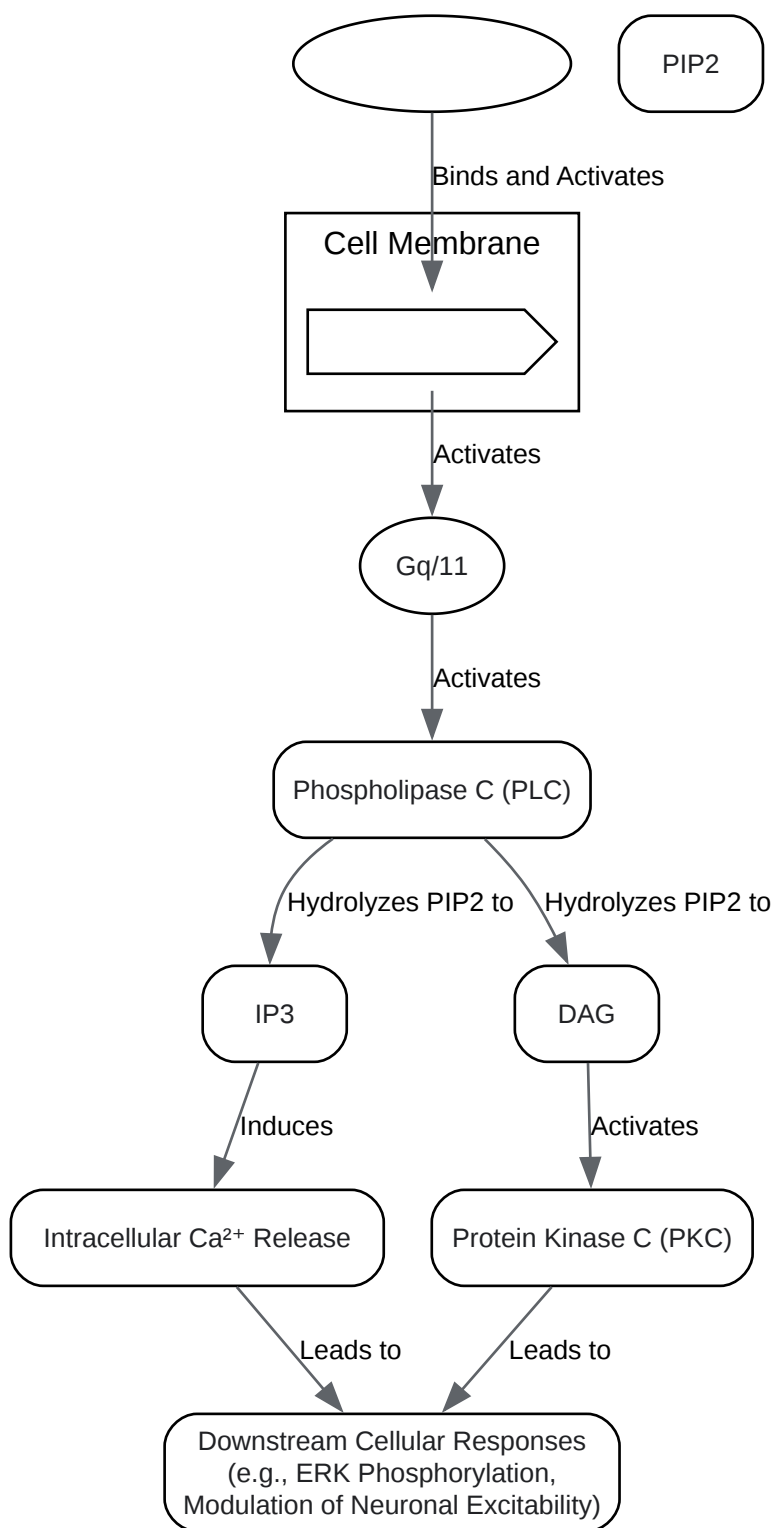 PIP2
Binds and Activates
Cell Membrane
Activates
Gq/11
Activates
Phospholipase C (PLC)
Hydrolyzes PIP2 to
Hydrolyzes PIP2 to
IP3
DAG
Induces
Activates
Intracellular Ca²⁺ Release
Protein Kinase C (PKC)
Leads to
Leads to
Downstream Cellular Responses
(e.g., ERK Phosphorylation,
Modulation of Neuronal Excitability)